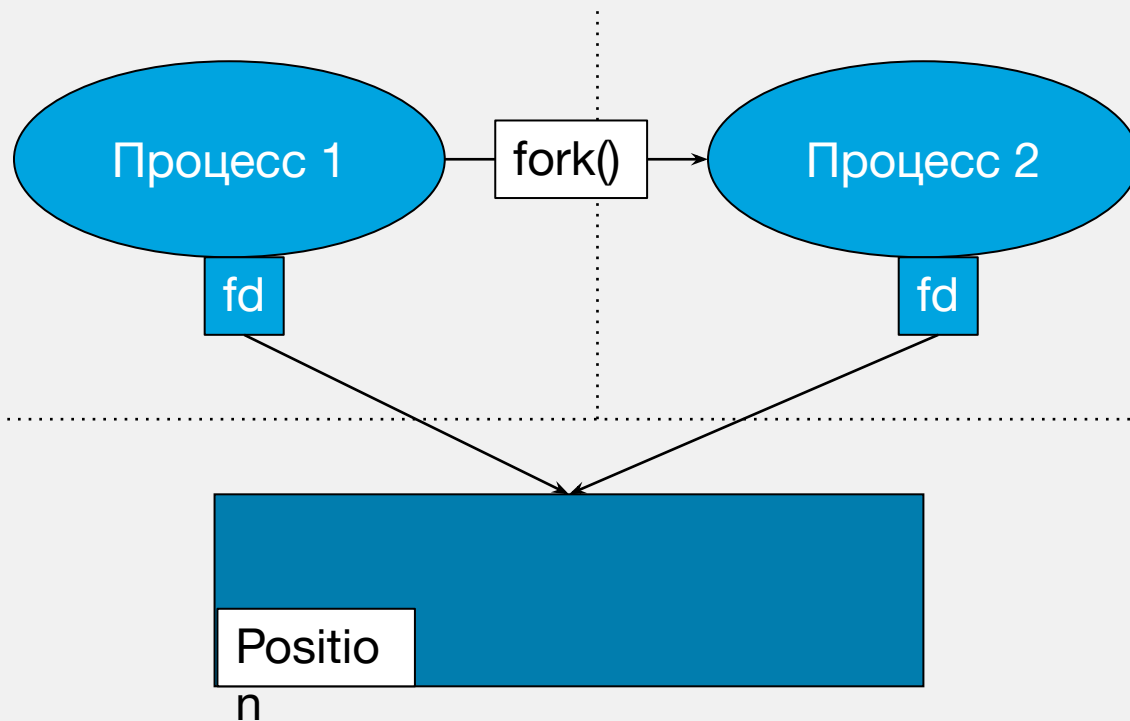 Процесс 1
fork()
Процесс 2
fd
fd
Positio
n